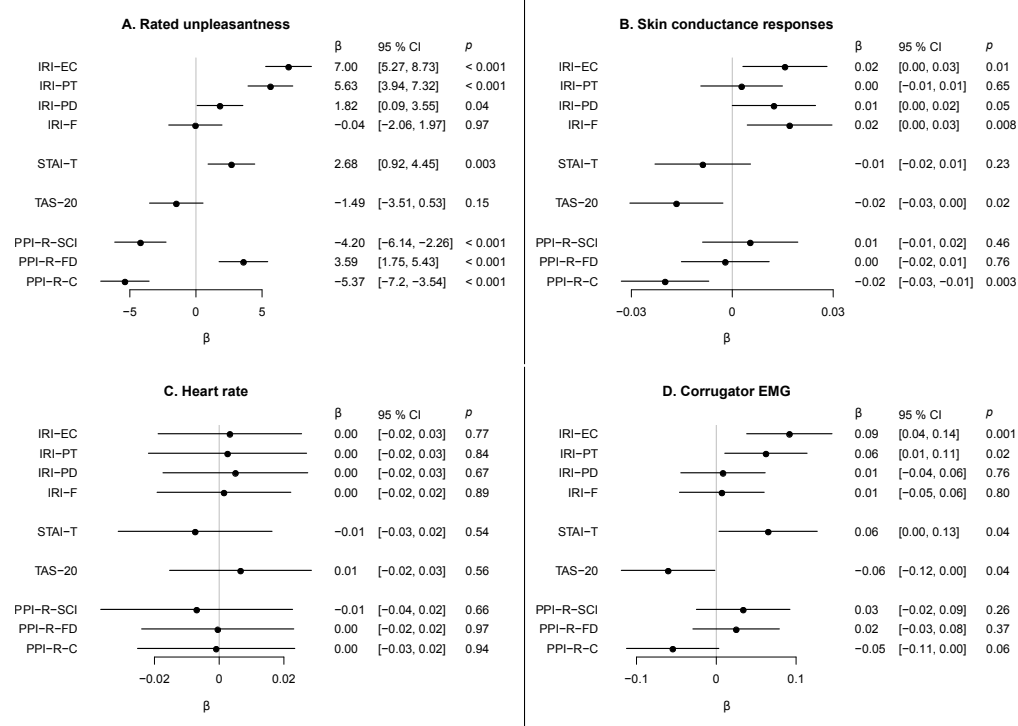 A. Rated unpleasantness
β 95 % CI p
IRI−EC 7.00 [5.27, 8.73] < 0.001
IRI−PT 5.63 [3.94, 7.32] < 0.001
IRI−PD 1.82 [0.09, 3.55] 0.04
IRI−F −0.04 [−2.06, 1.97] 0.97
STAI−T 2.68 [0.92, 4.45] 0.003
TAS−20 −1.49 [−3.51, 0.53] 0.15
PPI−R−SCI −4.20 [−6.14, −2.26] < 0.001
PPI−R−FD 3.59 [1.75, 5.43] < 0.001
PPI−R−C −5.37 [−7.2, −3.54] < 0.001
−5 0 5
β
B. Skin conductance responses
β 95 % CI p
IRI−EC 0.02 [0.00, 0.03] 0.01
IRI−PT 0.00 [−0.01, 0.01] 0.65
IRI−PD 0.01 [0.00, 0.02] 0.05
IRI−F 0.02 [0.00, 0.03] 0.008
STAI−T −0.01 [−0.02, 0.01] 0.23
TAS−20 −0.02 [−0.03, 0.00] 0.02
PPI−R−SCI 0.01 [−0.01, 0.02] 0.46
PPI−R−FD 0.00 [−0.02, 0.01] 0.76
PPI−R−C −0.02 [−0.03, −0.01] 0.003
−0.03 0 0.03
β
C. Heart rate
β 95 % CI p
IRI−EC 0.00 [−0.02, 0.03] 0.77
IRI−PT 0.00 [−0.02, 0.03] 0.84
IRI−PD 0.00 [−0.02, 0.03] 0.67
IRI−F 0.00 [−0.02, 0.02] 0.89
STAI−T −0.01 [−0.03, 0.02] 0.54
TAS−20 0.01 [−0.02, 0.03] 0.56
PPI−R−SCI −0.01 [−0.04, 0.02] 0.66
PPI−R−FD 0.00 [−0.02, 0.02] 0.97
PPI−R−C 0.00 [−0.03, 0.02] 0.94
−0.02 0 0.02
β
D. Corrugator EMG
β 95 % CI p
IRI−EC 0.09 [0.04, 0.14] 0.001
IRI−PT 0.06 [0.01, 0.11] 0.02
IRI−PD 0.01 [−0.04, 0.06] 0.76
IRI−F 0.01 [−0.05, 0.06] 0.80
STAI−T 0.06 [0.00, 0.13] 0.04
TAS−20 −0.06 [−0.12, 0.00] 0.04
PPI−R−SCI 0.03 [−0.02, 0.09] 0.26
PPI−R−FD 0.02 [−0.03, 0.08] 0.37
PPI−R−C −0.05 [−0.11, 0.00] 0.06
−0.1 0 0.1
β